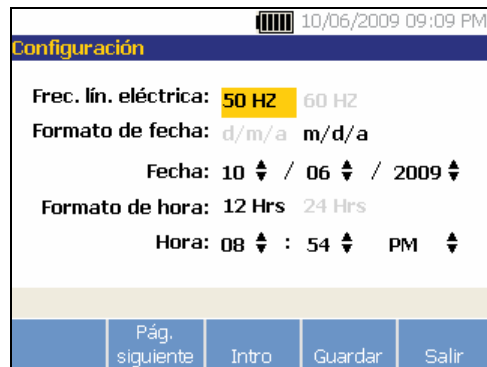 10/06/2009 09:09 PM
Configuración
Frec. lín. eléctrica: 50 HZ 60 HZ
Formato de fecha: d/m/a m/d/a
Fecha: 10 / 06 / 2009
Formato de hora: 12 Hrs 24 Hrs
Hora: 08 : 54 PM
Pág. siguiente Intro Guardar Salir